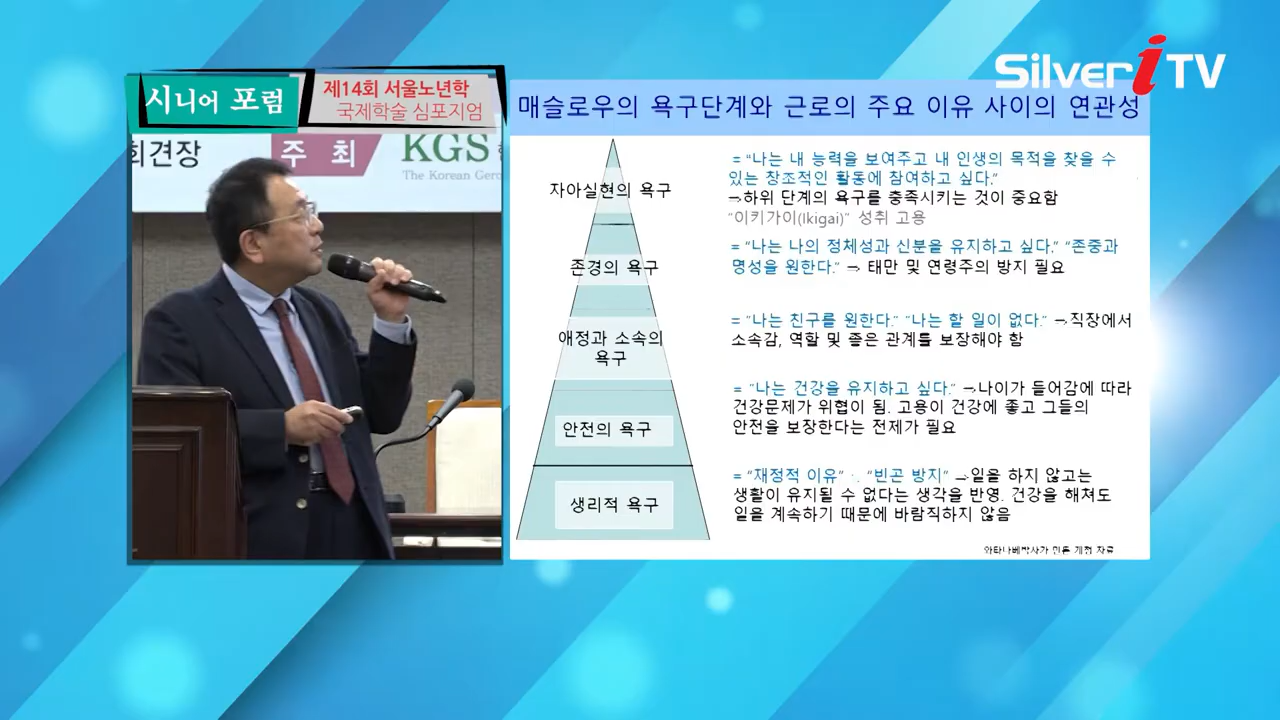 Silver i TV
시니어 포럼
제14회 서울노년학
국제학술 심포지엄
회견장
주 최
KGS
The Korean Gero
매슬로우의 욕구단계와 근로의 주요 이유 사이의 연관성
자아실현의 욕구
= “나는 내 능력을 보여주고 내 인생의 목적을 찾을 수
있는 창조적인 활동에 참여하고 싶다.”
⇒하위 단계의 욕구를 충족시키는 것이 중요함
“이키가이(Ikigai)” 성취 고용
존경의 욕구
= “나는 나의 정체성과 신분을 유지하고 싶다.” “존중과
명성을 원한다.” ⇒ 태만 및 연령주의 방지 필요
애정과 소속의
욕구
= “나는 친구를 원한다.” “나는 할 일이 없다.” ⇒직장에서
소속감, 역할 및 좋은 관계를 보장해야 함
안전의 욕구
= “나는 건강을 유지하고 싶다.” ⇒나이가 들어감에 따라
건강문제가 위협이 됨. 고용이 건강에 좋고 그들의
안전을 보장한다는 전제가 필요
생리적 욕구
= “재정적 이유” “빈곤 방지” ⇒일을 하지 않고는
생활이 유지될 수 없다는 생각을 반영. 건강을 해쳐도
일을 계속하기 때문에 바람직하지 않음
와타나베박사가 만든 개정 자료